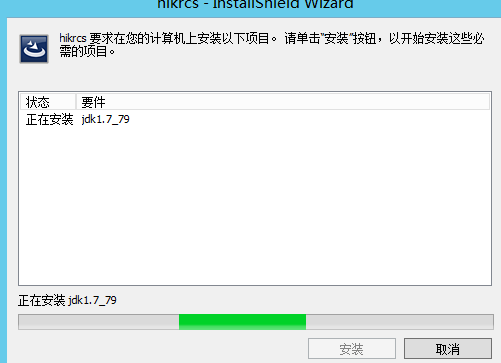 hikrcs - InstallShield Wizard
hikrcs 要求在您的计算机上安装以下项目。 请单击"安装"按钮，以开始安装这些必
需的项目。
状态 要件
正在安装 jdk1.7_79
正在安装 jdk1.7_79
安装 取消